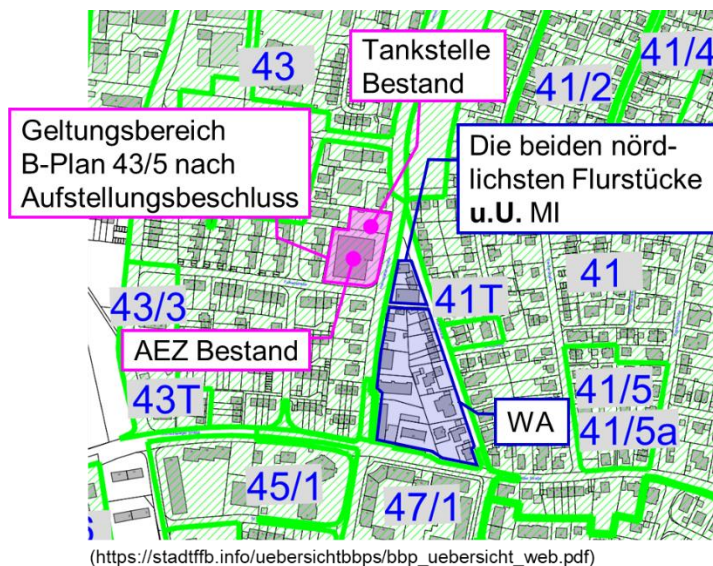 43
Tankstelle
Bestand
41/2
41/4
Geltungsbereich
B-Plan 43/5 nach
Aufstellungsbeschluss
Die beiden nörd-
lichsten Flurstücke
u.U. MI
43/3
41T
41
AEZ Bestand
43T
WA
41/5
41/5a
45/1
47/1
(https://stadtffb.info/uebersichtbbps/bbp_uebersicht_web.pdf)